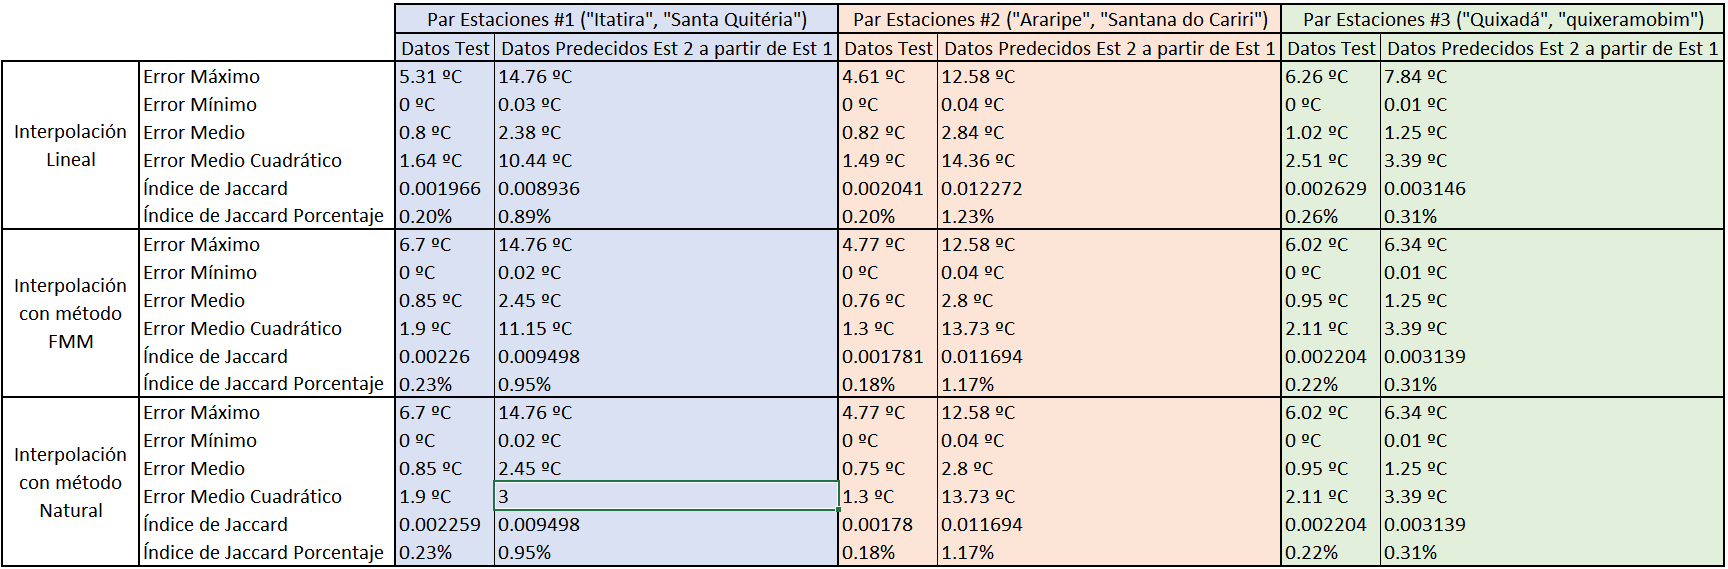 Par Estaciones #1 ("Itatira", "Santa Quitéria") Par Estaciones #2 ("Araripe", "Santana do Cariri") Par Estaciones #3 ("Quixadá", "quixeramobim")
Datos Test Datos Predecidos Est 2 a partir de Est 1 Datos Test Datos Predecidos Est 2 a partir de Est 1 Datos Test Datos Predecidos Est 2 a partir de Est 1
Interpolación Lineal
Error Máximo 5.31 ºC 14.76 ºC 4.61 ºC 12.58 ºC 6.26 ºC 7.84 ºC
Error Mínimo 0 ºC 0.03 ºC 0 ºC 0.04 ºC 0 ºC 0.01 ºC
Error Medio 0.8 ºC 2.38 ºC 0.82 ºC 2.84 ºC 1.02 ºC 1.25 ºC
Error Medio Cuadrático 1.64 ºC 10.44 ºC 1.49 ºC 14.36 ºC 2.51 ºC 3.39 ºC
Índice de Jaccard 0.001966 0.008936 0.002041 0.012272 0.002629 0.003146
Índice de Jaccard Porcentaje 0.20% 0.89% 0.20% 1.23% 0.26% 0.31%
Interpolación con método FMM
Error Máximo 6.7 ºC 14.76 ºC 4.77 ºC 12.58 ºC 6.02 ºC 6.34 ºC
Error Mínimo 0 ºC 0.02 ºC 0 ºC 0.04 ºC 0 ºC 0.01 ºC
Error Medio 0.85 ºC 2.45 ºC 0.76 ºC 2.8 ºC 0.95 ºC 1.25 ºC
Error Medio Cuadrático 1.9 ºC 11.15 ºC 1.3 ºC 13.73 ºC 2.11 ºC 3.39 ºC
Índice de Jaccard 0.00226 0.009498 0.001781 0.011694 0.002204 0.003139
Índice de Jaccard Porcentaje 0.23% 0.95% 0.18% 1.17% 0.22% 0.31%
Interpolación con método Natural
Error Máximo 6.7 ºC 14.76 ºC 4.77 ºC 12.58 ºC 6.02 ºC 6.34 ºC
Error Mínimo 0 ºC 0.02 ºC 0 ºC 0.04 ºC 0 ºC 0.01 ºC
Error Medio 0.85 ºC 2.45 ºC 0.75 ºC 2.8 ºC 0.95 ºC 1.25 ºC
Error Medio Cuadrático 1.9 ºC 3 1.3 ºC 13.73 ºC 2.11 ºC 3.39 ºC
Índice de Jaccard 0.002259 0.009498 0.00178 0.011694 0.002204 0.003139
Índice de Jaccard Porcentaje 0.23% 0.95% 0.18% 1.17% 0.22% 0.31%